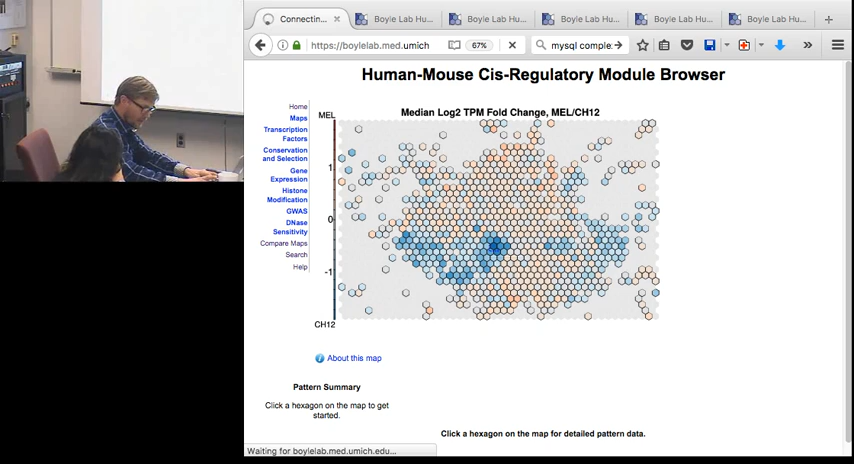 Connectin...
Boyle Lab Hu...
Boyle Lab Hu...
Boyle Lab Hu...
Boyle Lab Hu...
Boyle Lab Hu...
https://boylelab.med.umich
67%
mysql comple
Human-Mouse Cis-Regulatory Module Browser
Home
Maps
Transcription
Factors
Conservation
and Selection
Gene
Expression
Histone
Modification
GWAS
DNase
Sensitivity
Compare Maps
Search
Help
Median Log2 TPM Fold Change, MEL/CH12
MEL
1
0
-1
CH12
About this map
Pattern Summary
Click a hexagon on the map to get
started.
Click a hexagon on the map for detailed pattern data.
Waiting for boylelab.med.umich.edu...